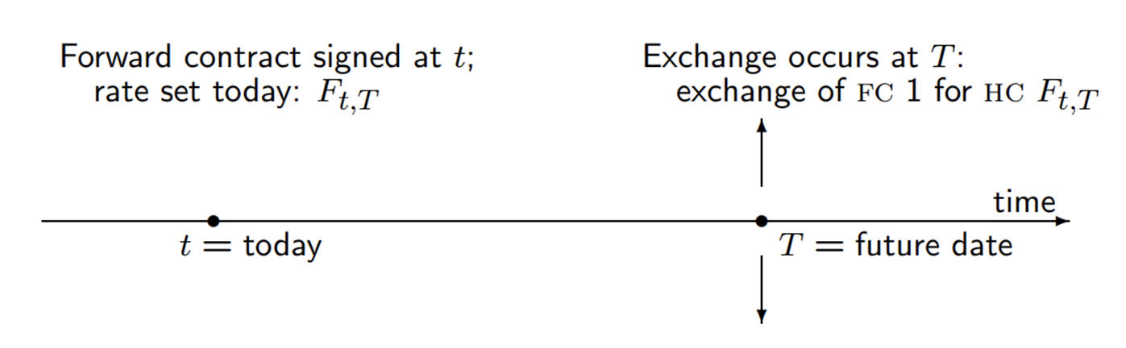 Forward contract signed at t;
rate set today: F_{t,T}
Exchange occurs at T:
exchange of FC 1 for HC F_{t,T}
time
t = today
T = future date